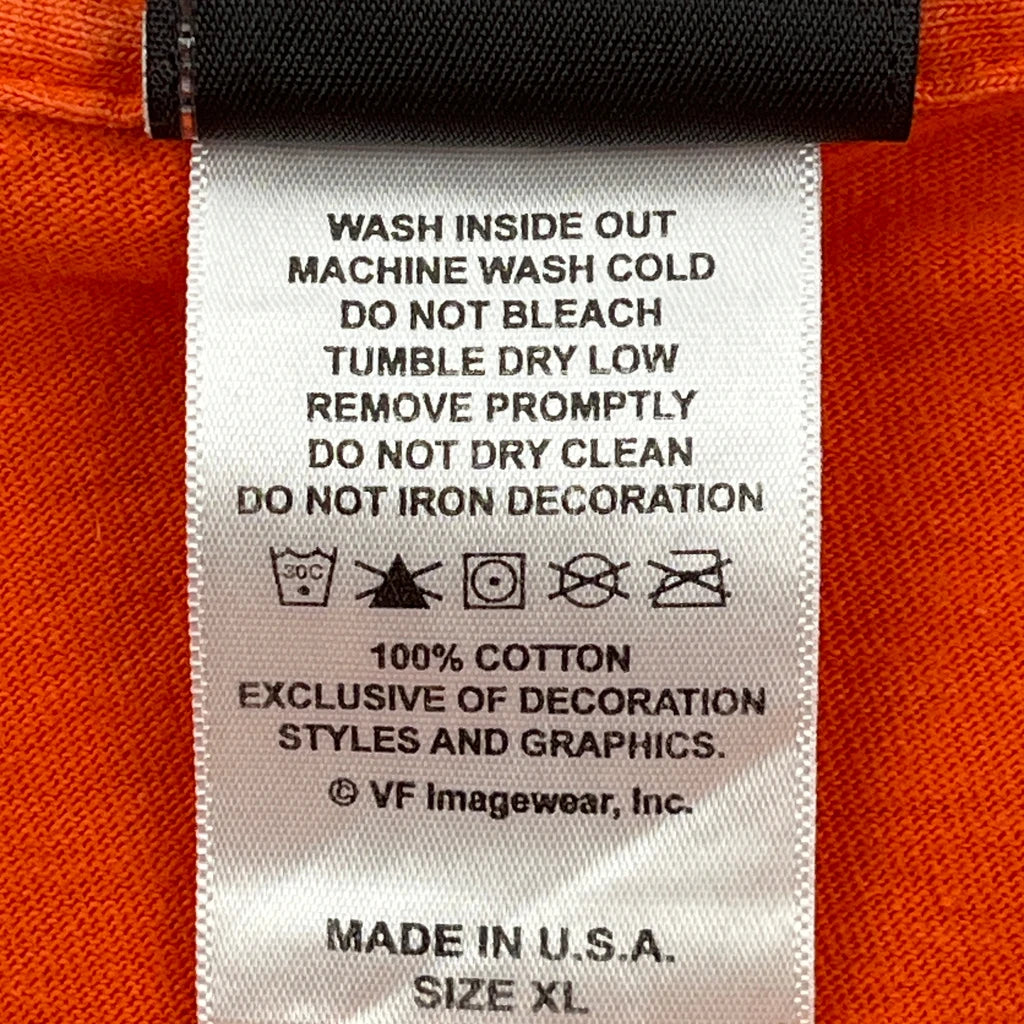 WASH INSIDE OUT
MACHINE WASH COLD
DO NOT BLEACH
TUMBLE DRY LOW
REMOVE PROMPTLY
DO NOT DRY CLEAN
DO NOT IRON DECORATION
30C
100% COTTON
EXCLUSIVE OF DECORATION
STYLES AND GRAPHICS.
© VF Imagewear, Inc.
MADE IN U.S.A.
SIZE XL